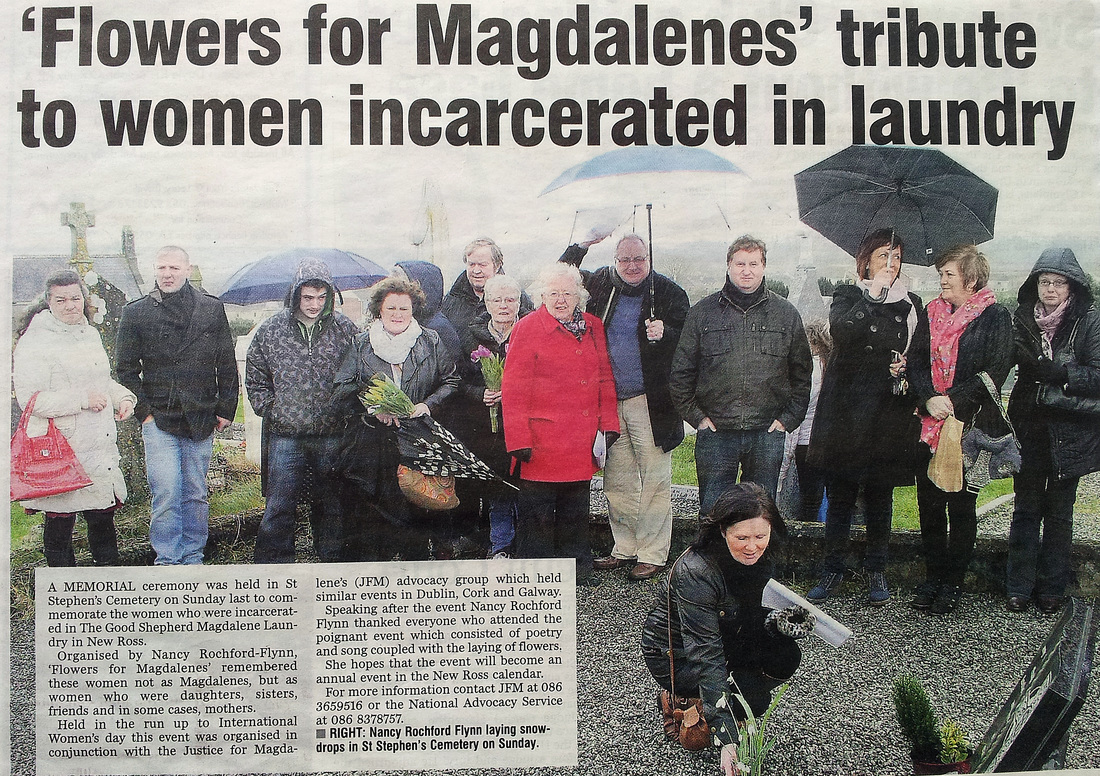 ‘Flowers for Magdalenes’ tribute
to women incarcerated in laundry
A MEMORIAL ceremony was held in St
Stephen's Cemetery on Sunday last to com-
memorate the women who were incarcerat-
ed in The Good Shepherd Magdalene Laun-
dry in New Ross.
Organised by Nancy Rochford-Flynn,
'Flowers for Magdalenes' remembered
these women not as Magdalenes, but as
women who were daughters, sisters,
friends and in some cases, mothers.
Held in the run up to International
Women's day this event was organised in
conjunction with the Justice for Magda-
lene's (JFM) advocacy group which held
similar events in Dublin, Cork and Galway.
Speaking after the event Nancy Rochford
Flynn thanked everyone who attended the
poignant event which consisted of poetry
and song coupled with the laying of flowers.
She hopes that the event will become an
annual event in the New Ross calendar.
For more information contact JFM at 086
3659516 or the National Advocacy Service
at 086 8378757.
■ RIGHT: Nancy Rochford Flynn laying snow-
drops in St Stephen's Cemetery on Sunday.